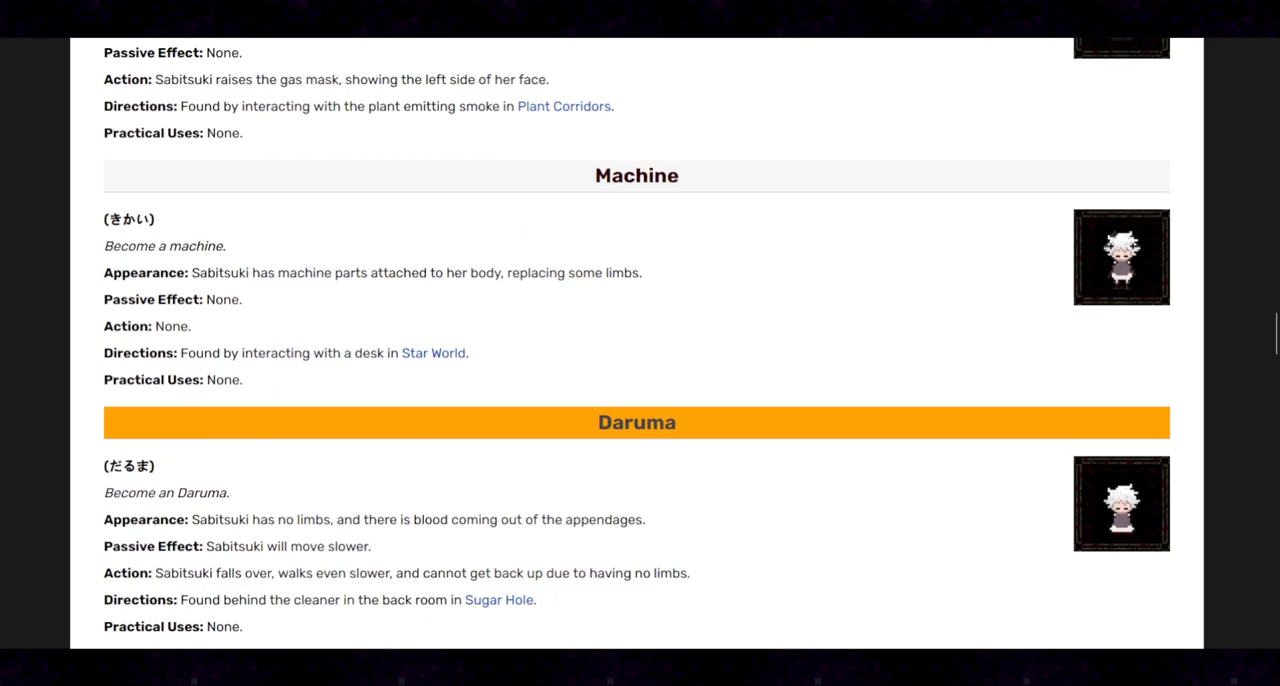 Passive Effect: None.
Action: Sabitsuki raises the gas mask, showing the left side of her face.
Directions: Found by interacting with the plant emitting smoke in Plant Corridors.
Practical Uses: None.
Machine
(きかい)
Become a machine.
Appearance: Sabitsuki has machine parts attached to her body, replacing some limbs.
Passive Effect: None.
Action: None.
Directions: Found by interacting with a desk in Star World.
Practical Uses: None.
Daruma
(だるま)
Become an Daruma.
Appearance: Sabitsuki has no limbs, and there is blood coming out of the appendages.
Passive Effect: Sabitsuki will move slower.
Action: Sabitsuki falls over, walks even slower, and cannot get back up due to having no limbs.
Directions: Found behind the cleaner in the back room in Sugar Hole.
Practical Uses: None.